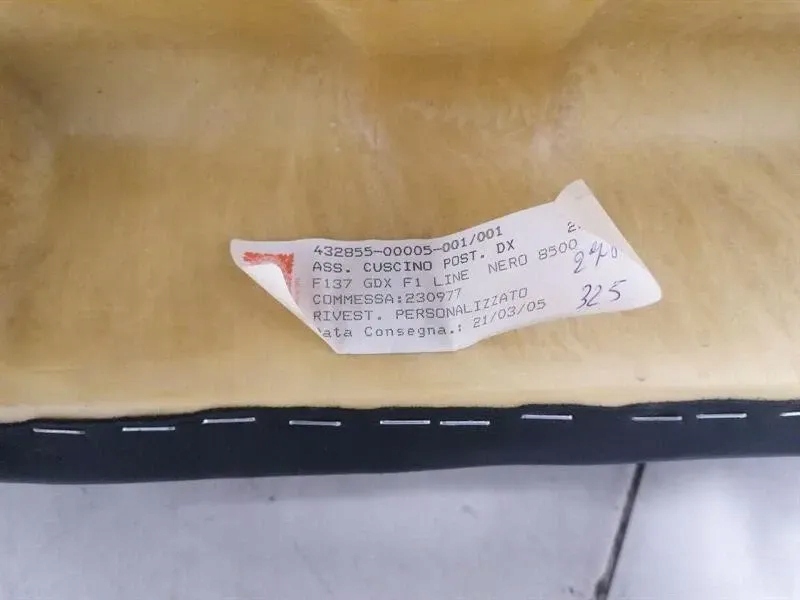 432855-00005-001/001
ASS. CUSCINO POST. DX
F137 GDX F1 LINE NERO 8500
COMMESSA:230977
RIVEST. PERSONALIZZATO
ata Consegna.: 21/03/05
325